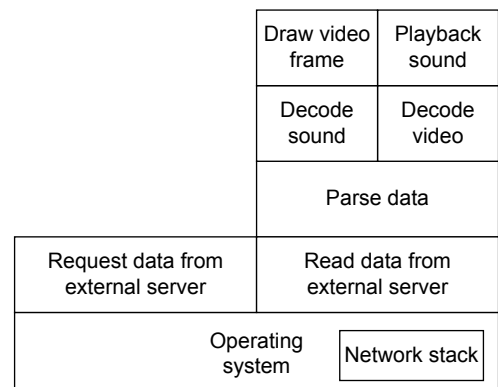 Draw video
frame
Playback
sound
Decode
sound
Decode
video
Parse data
Request data from
external server
Read data from
external server
Operating
system
Network stack